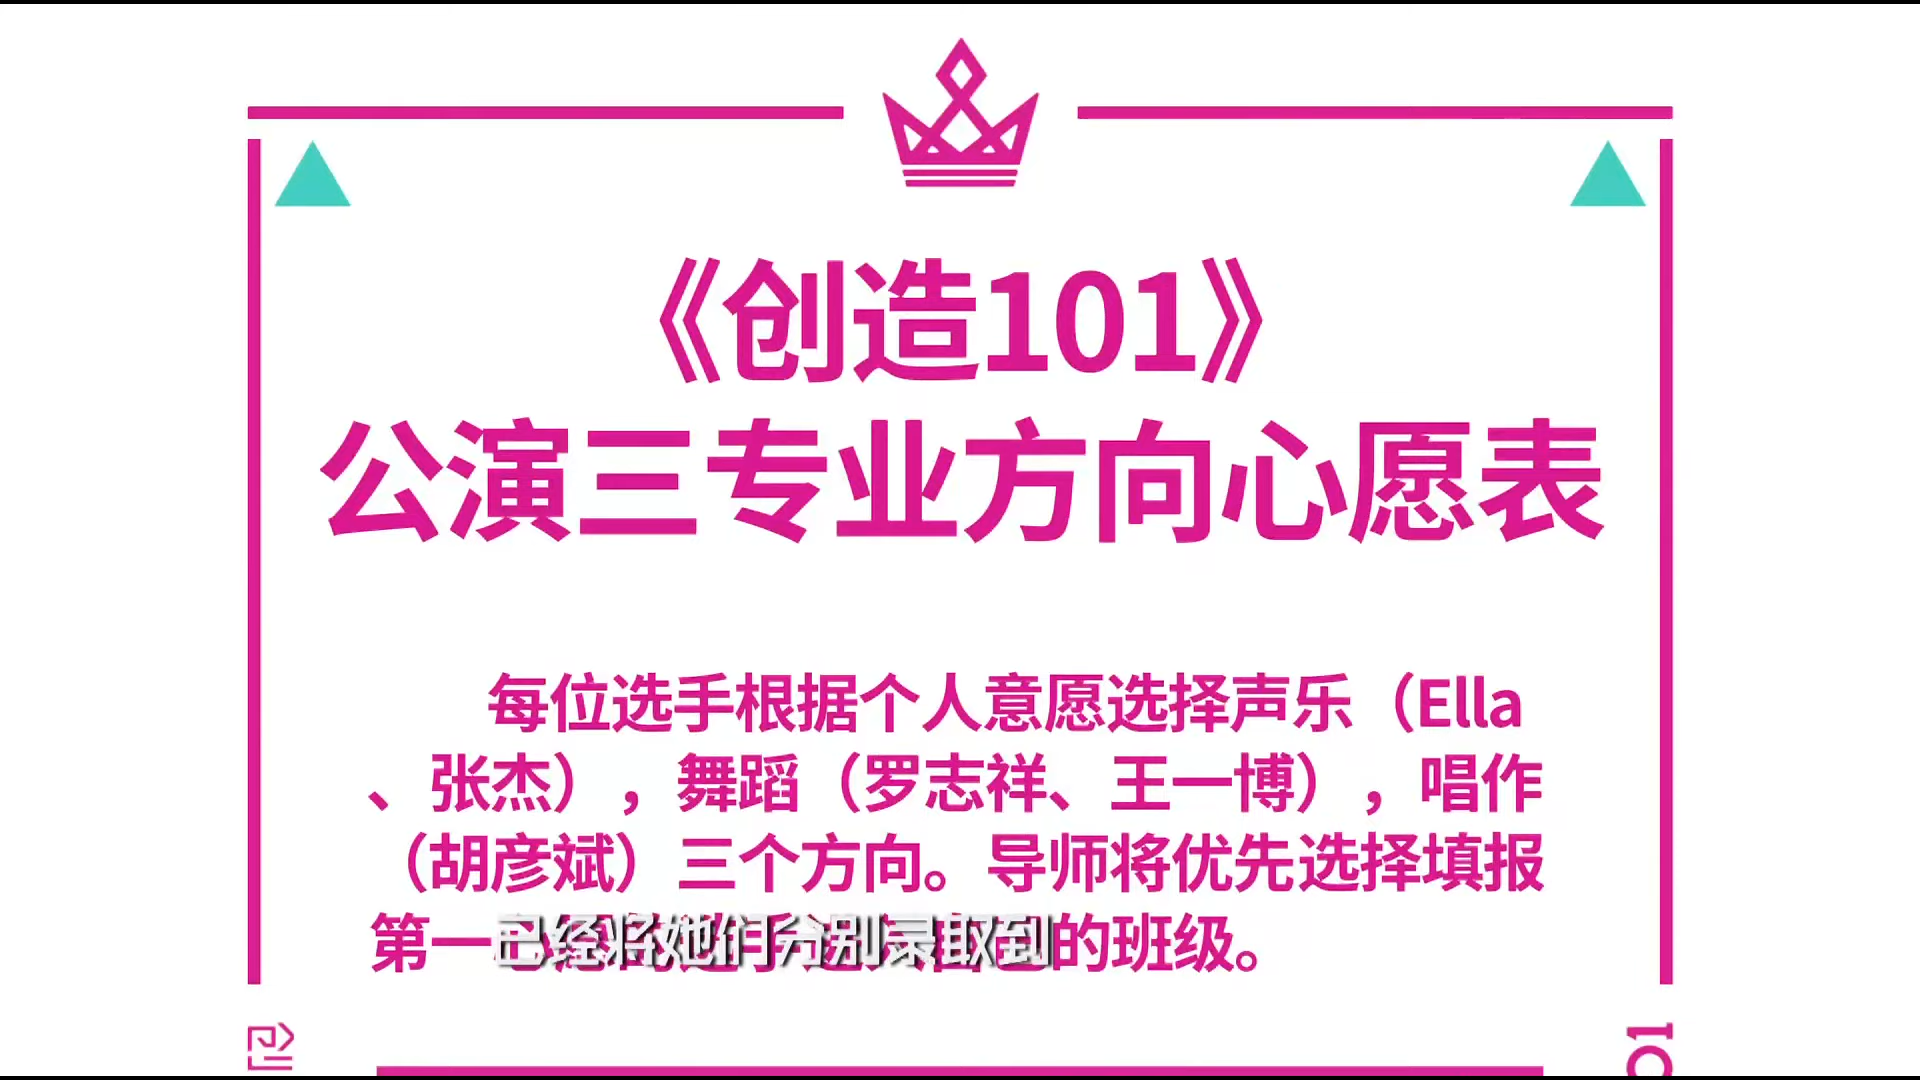 《创造101》
公演三专业方向心愿表
每位选手根据个人意愿选择声乐（Ella
、张杰），舞蹈（罗志祥、王一博），唱作
（胡彦斌）三个方向。导师将优先选择填报
第一的班级。
已经将她们分别录取到
01